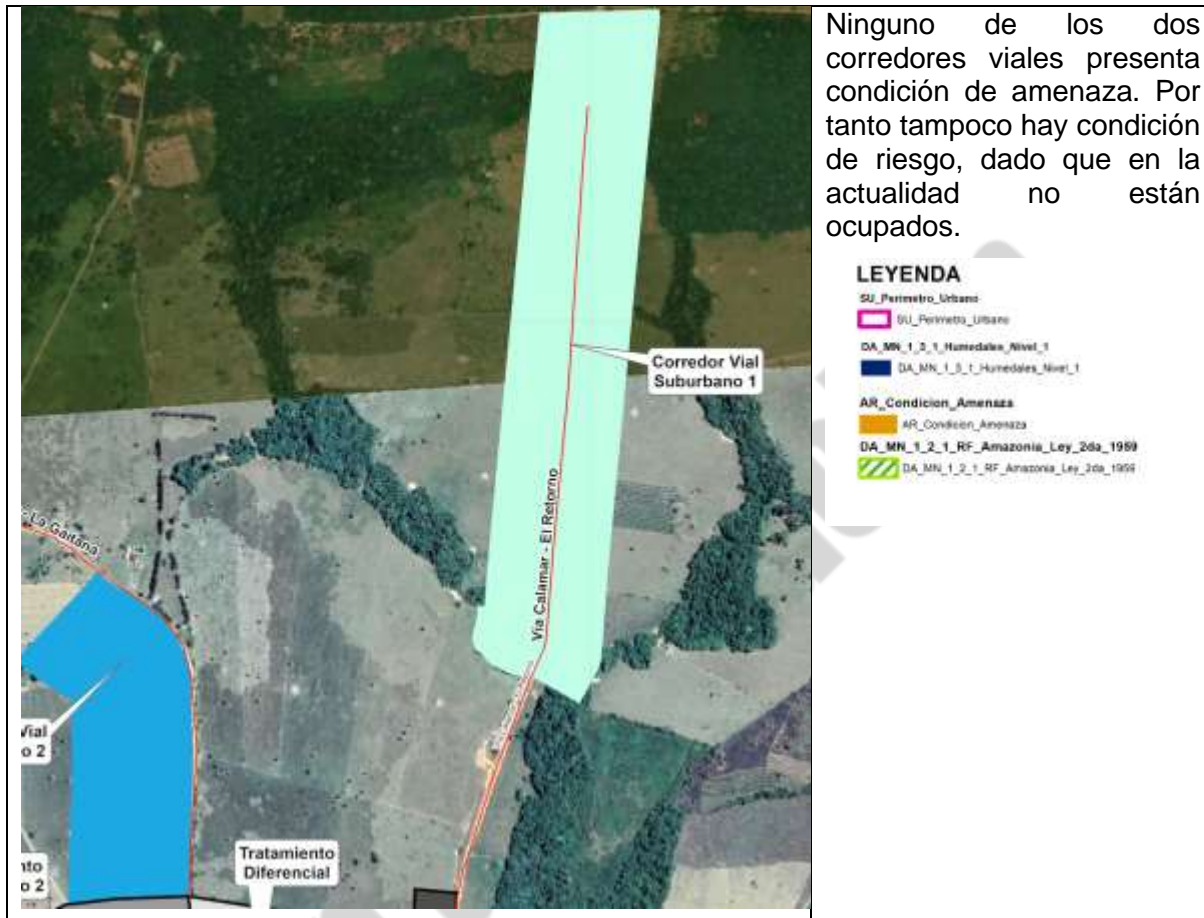 Ninguno de los dos
corredores viales presenta
condición de amenaza. Por
tanto tampoco hay condición
de riesgo, dado que en la
actualidad no están
ocupados.
LEYENDA
SU_Perimetro_Urbano
SU_Perimetro_Urbano
DA_MN_1_3_1_Humedales_Nivel_1
DA_MN_1_3_1_Humedales_Nivel_1
AR_Condicion_Amenaza
AR_Condicion_Amenaza
DA_MN_1_2_1_RF_Amazonia_Ley_2da_1959
DA_MN_1_2_1_RF_Amazonia_Ley_2da_1959
Corredor Vial
Suburbano 1
Via Calamar - El Retorno
- La Gaitana
Vial
o 2
nto
o 2
Tratamiento
Diferencial